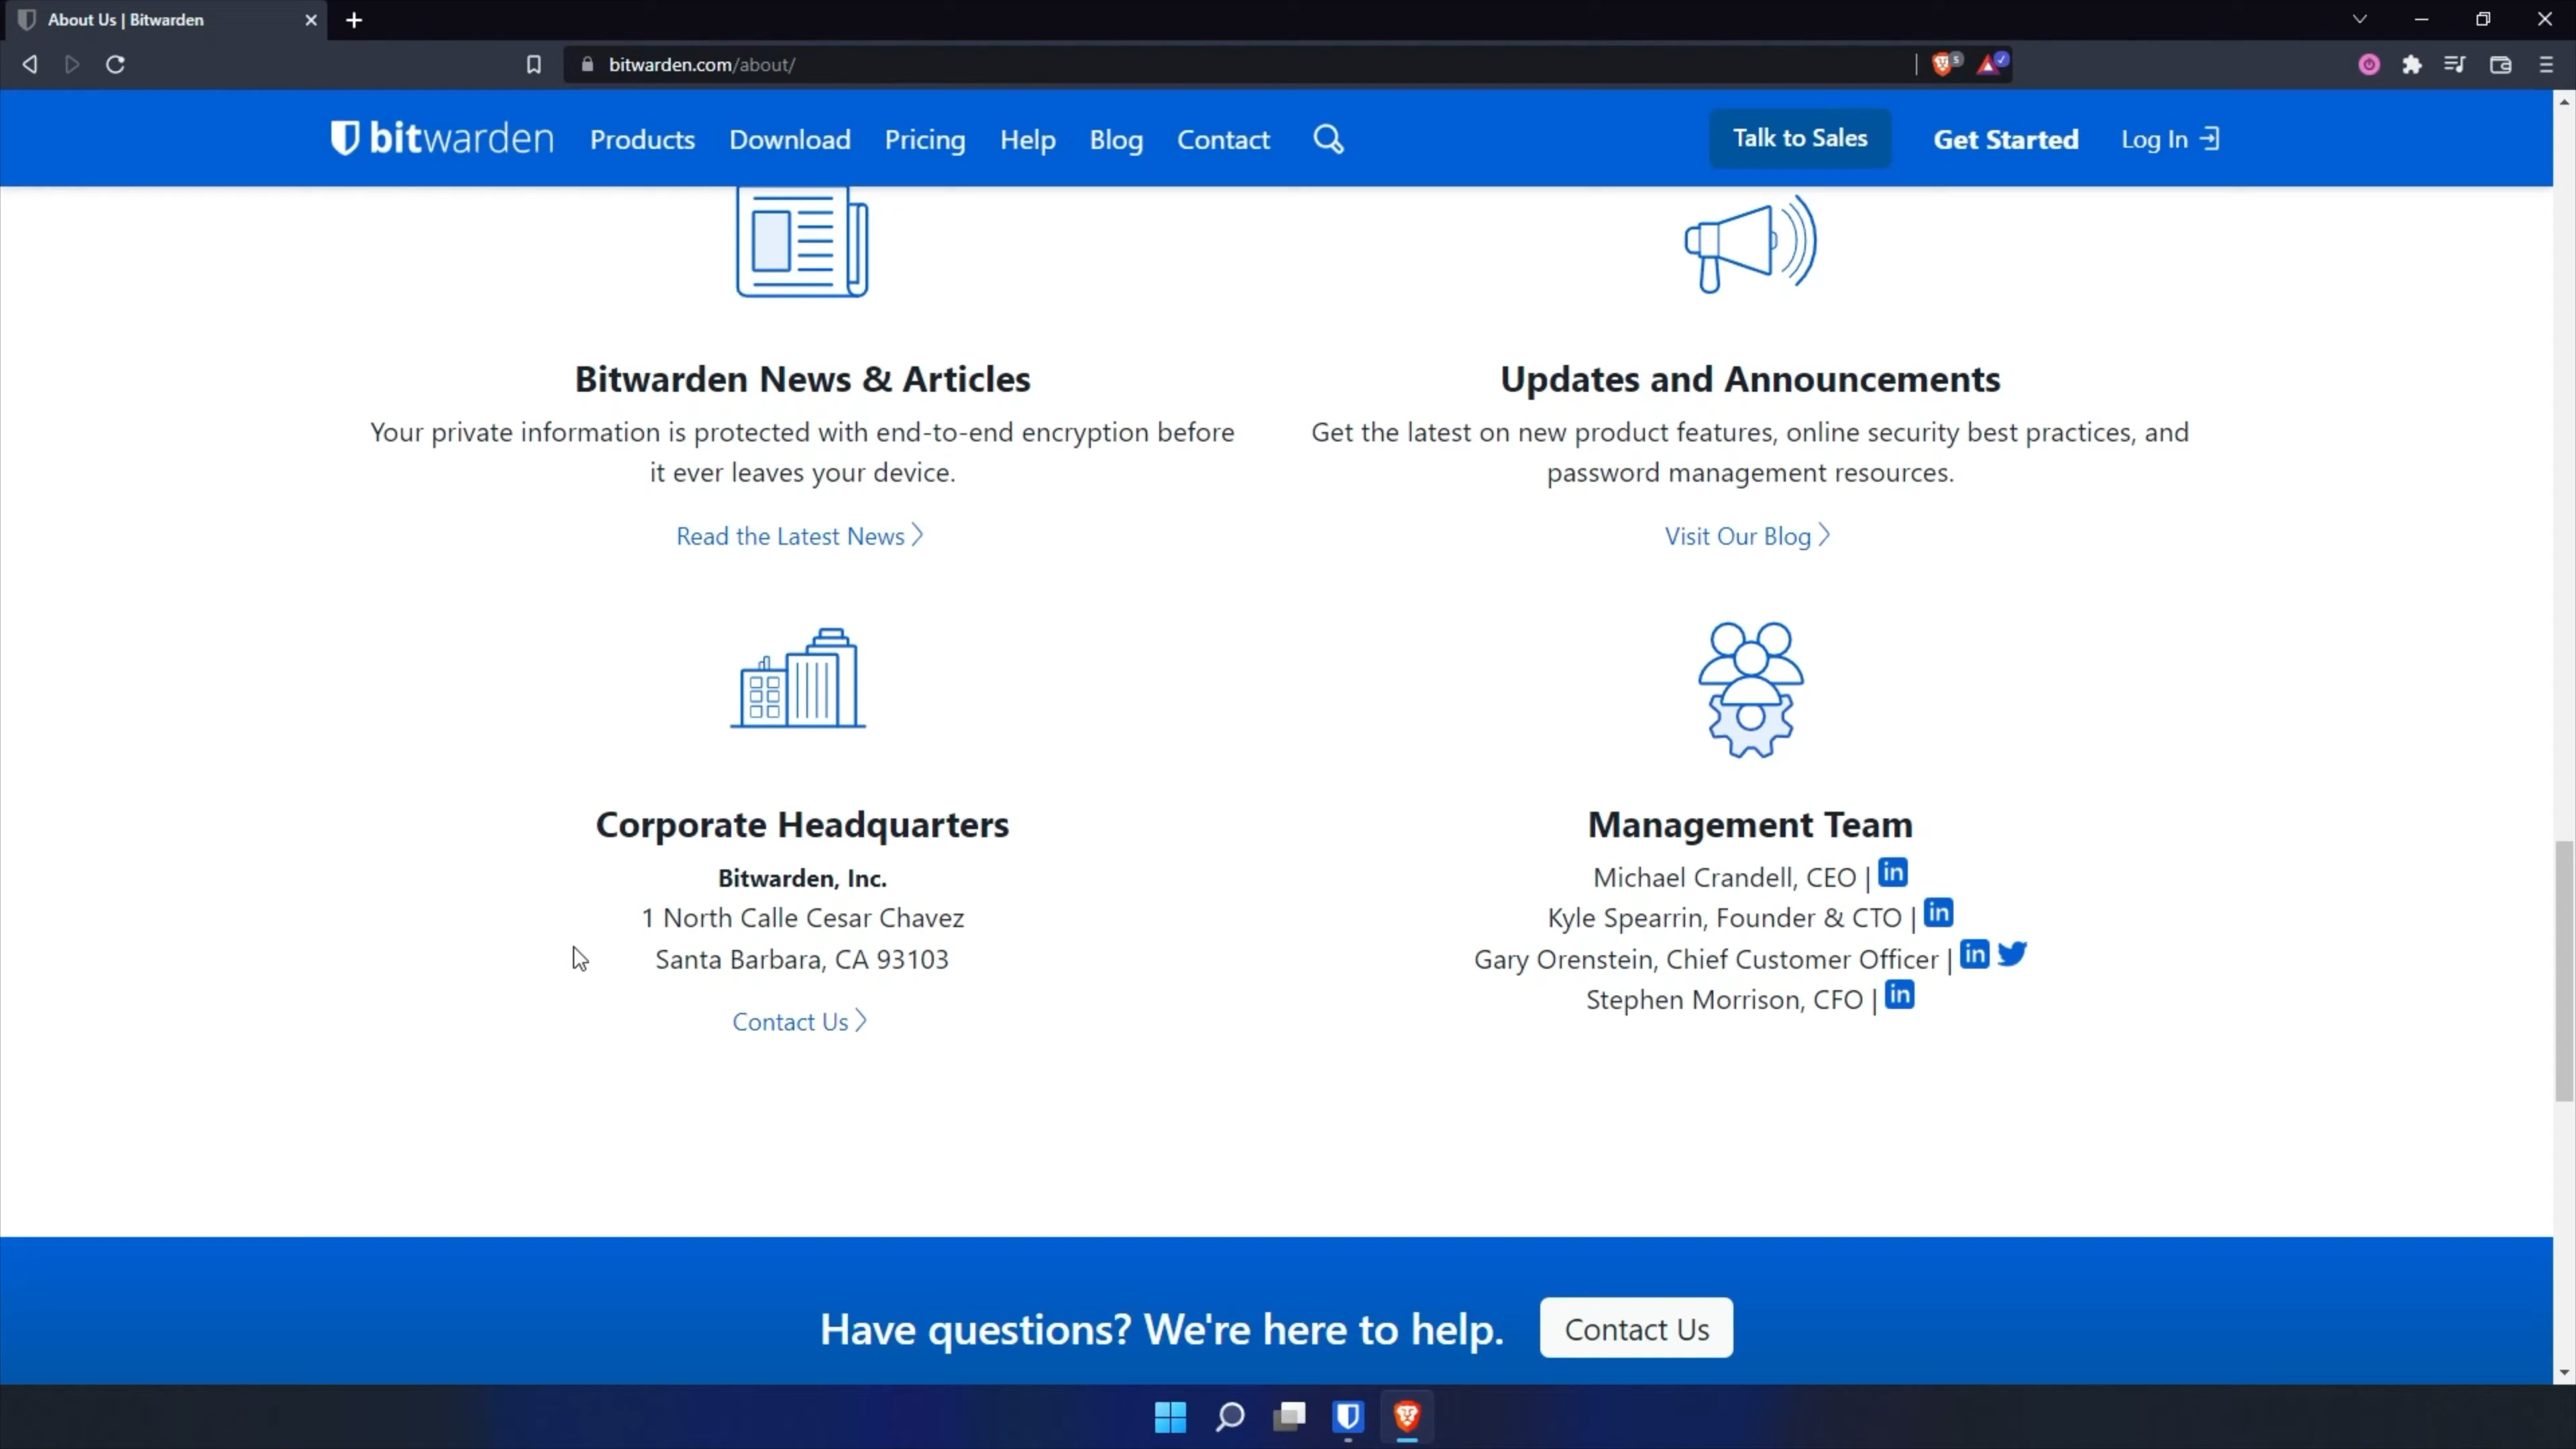 About Us | Bitwarden
bitwarden.com/about/
5
bitwarden
Products
Download
Pricing
Help
Blog
Contact
Talk to Sales
Get Started
Log In
Bitwarden News & Articles
Your private information is protected with end-to-end encryption before
it ever leaves your device.
Read the Latest News
Updates and Announcements
Get the latest on new product features, online security best practices, and
password management resources.
Visit Our Blog
Corporate Headquarters
Bitwarden, Inc.
1 North Calle Cesar Chavez
Santa Barbara, CA 93103
Contact Us
Management Team
Michael Crandell, CEO | in
Kyle Spearrin, Founder & CTO | in
Gary Orenstein, Chief Customer Officer | in
Stephen Morrison, CFO | in
Have questions? We're here to help.
Contact Us